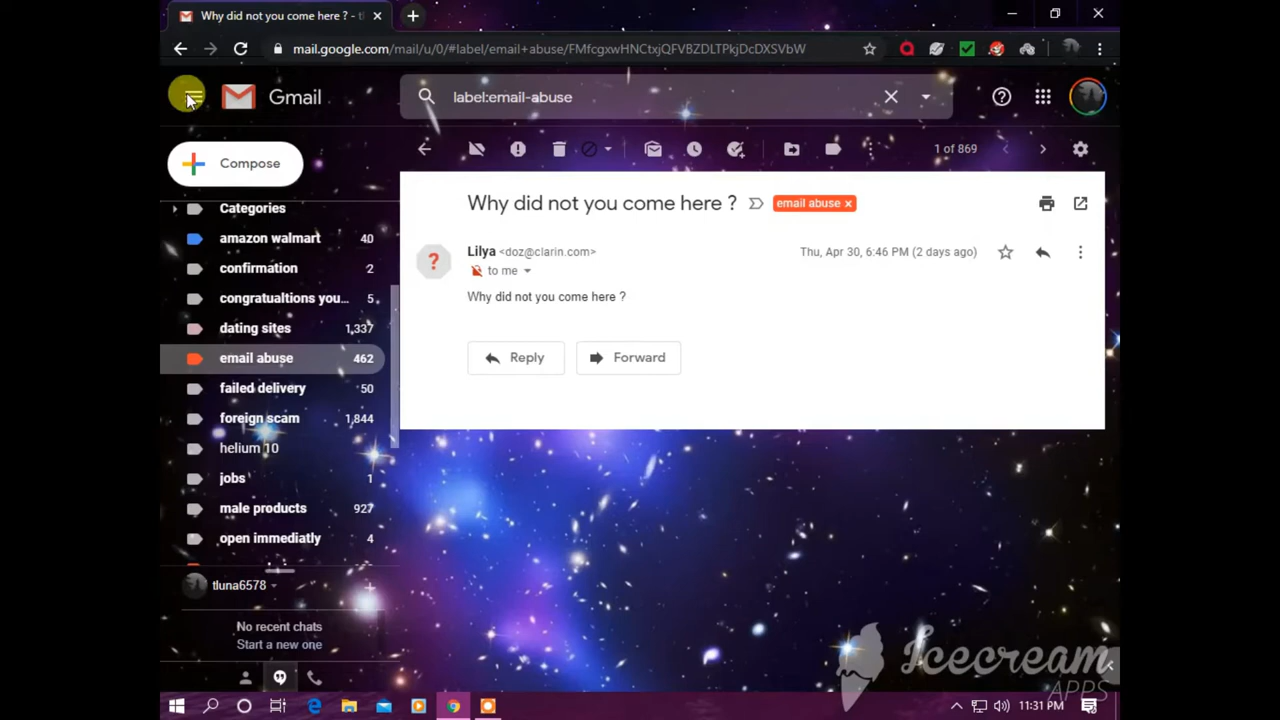 Why did not you come here ? - tl
mail.google.com/mail/u/0/#label/email+abuse/FMfcgxwHNCtxjQFVBZDLTPkjDcDXSVbW
Gmail
label:email-abuse
Compose
1 of 869
Categories
amazon walmart 40
confirmation 2
congratualtions you... 5
dating sites 1,337
email abuse 462
failed delivery 50
foreign scam 1,844
helium 10
jobs 1
male products 927
open immediatly 4
tluna6578
No recent chats
Start a new one
Why did not you come here ? email abuse x
Lilya <doz@clarin.com> Thu, Apr 30, 6:46 PM (2 days ago)
to me
Why did not you come here ?
Reply Forward
Icecream
APPS
11:31 PM